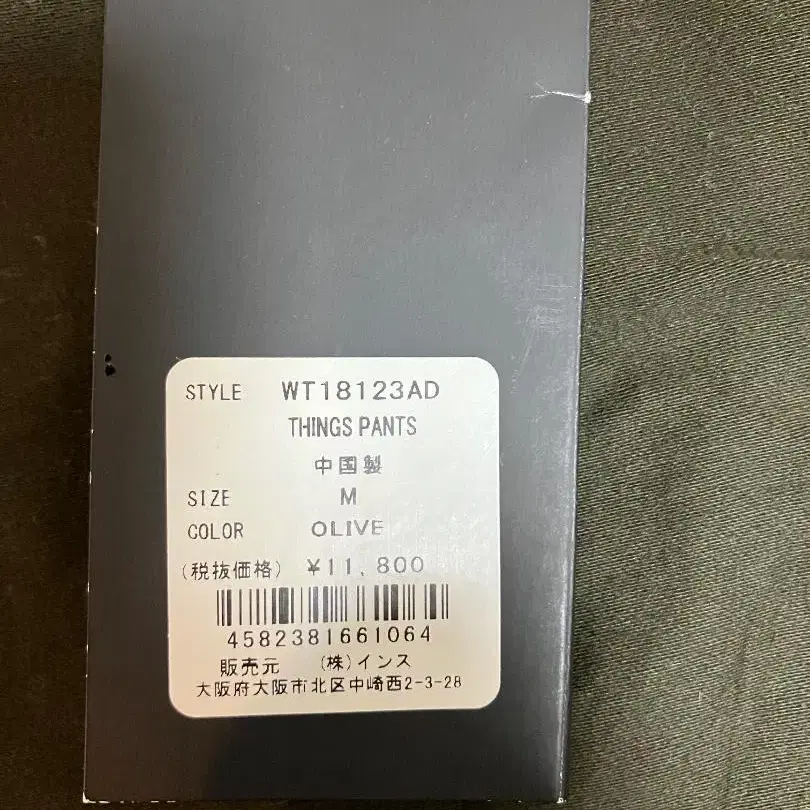 STYLE WT18123AD
THINGS PANTS
中国製
SIZE M
COLOR OLIVE
(税抜価格) ¥11,800
4582381661064
販売元 (株)インス
大阪府大阪市北区中崎西2-3-28